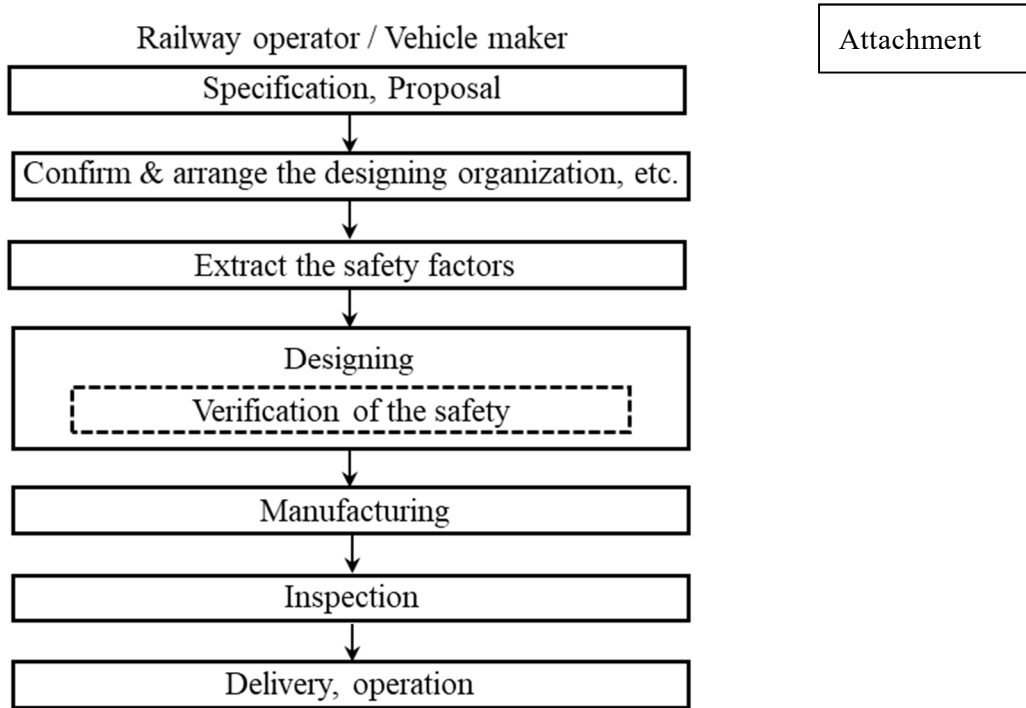 Railway operator / Vehicle maker
Attachment
Specification, Proposal
Confirm & arrange the designing organization, etc.
Extract the safety factors
Designing
Verification of the safety
Manufacturing
Inspection
Delivery, operation